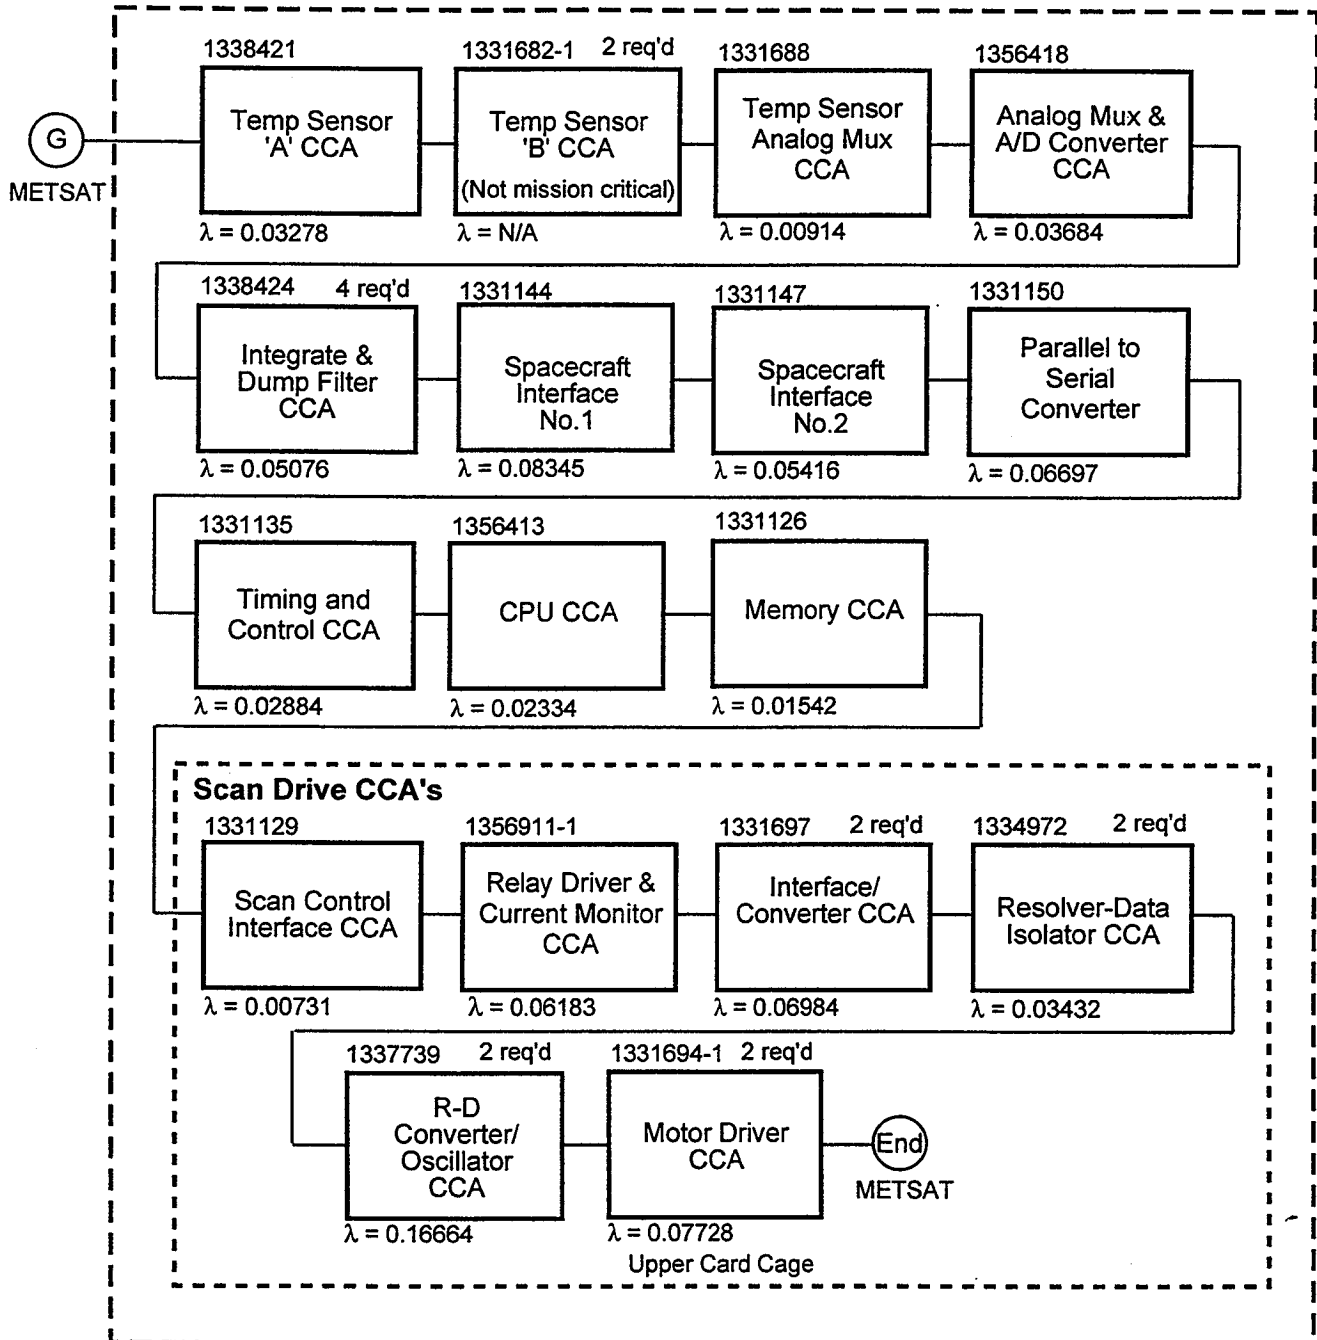 1338421
1331682-1 2 req'd
1331688
1356418
G
METSAT
Temp Sensor
'A' CCA
Temp Sensor
'B' CCA
(Not mission critical)
Temp Sensor
Analog Mux
CCA
Analog Mux &
A/D Converter
CCA
λ = 0.03278
λ = N/A
λ = 0.00914
λ = 0.03684
1338424 4 req'd
1331144
1331147
1331150
Integrate &
Dump Filter
CCA
Spacecraft
Interface
No.1
Spacecraft
Interface
No.2
Parallel to
Serial
Converter
λ = 0.05076
λ = 0.08345
λ = 0.05416
λ = 0.06697
1331135
1356413
1331126
Timing and
Control CCA
CPU CCA
Memory CCA
λ = 0.02884
λ = 0.02334
λ = 0.01542
Scan Drive CCA's
1331129
1356911-1
1331697 2 req'd
1334972 2 req'd
Scan Control
Interface CCA
Relay Driver &
Current Monitor
CCA
Interface/
Converter CCA
Resolver-Data
Isolator CCA
λ = 0.00731
λ = 0.06183
λ = 0.06984
λ = 0.03432
1337739 2 req'd
1331694-1 2 req'd
R-D
Converter/
Oscillator
CCA
Motor Driver
CCA
End
METSAT
λ = 0.16664
λ = 0.07728
Upper Card Cage